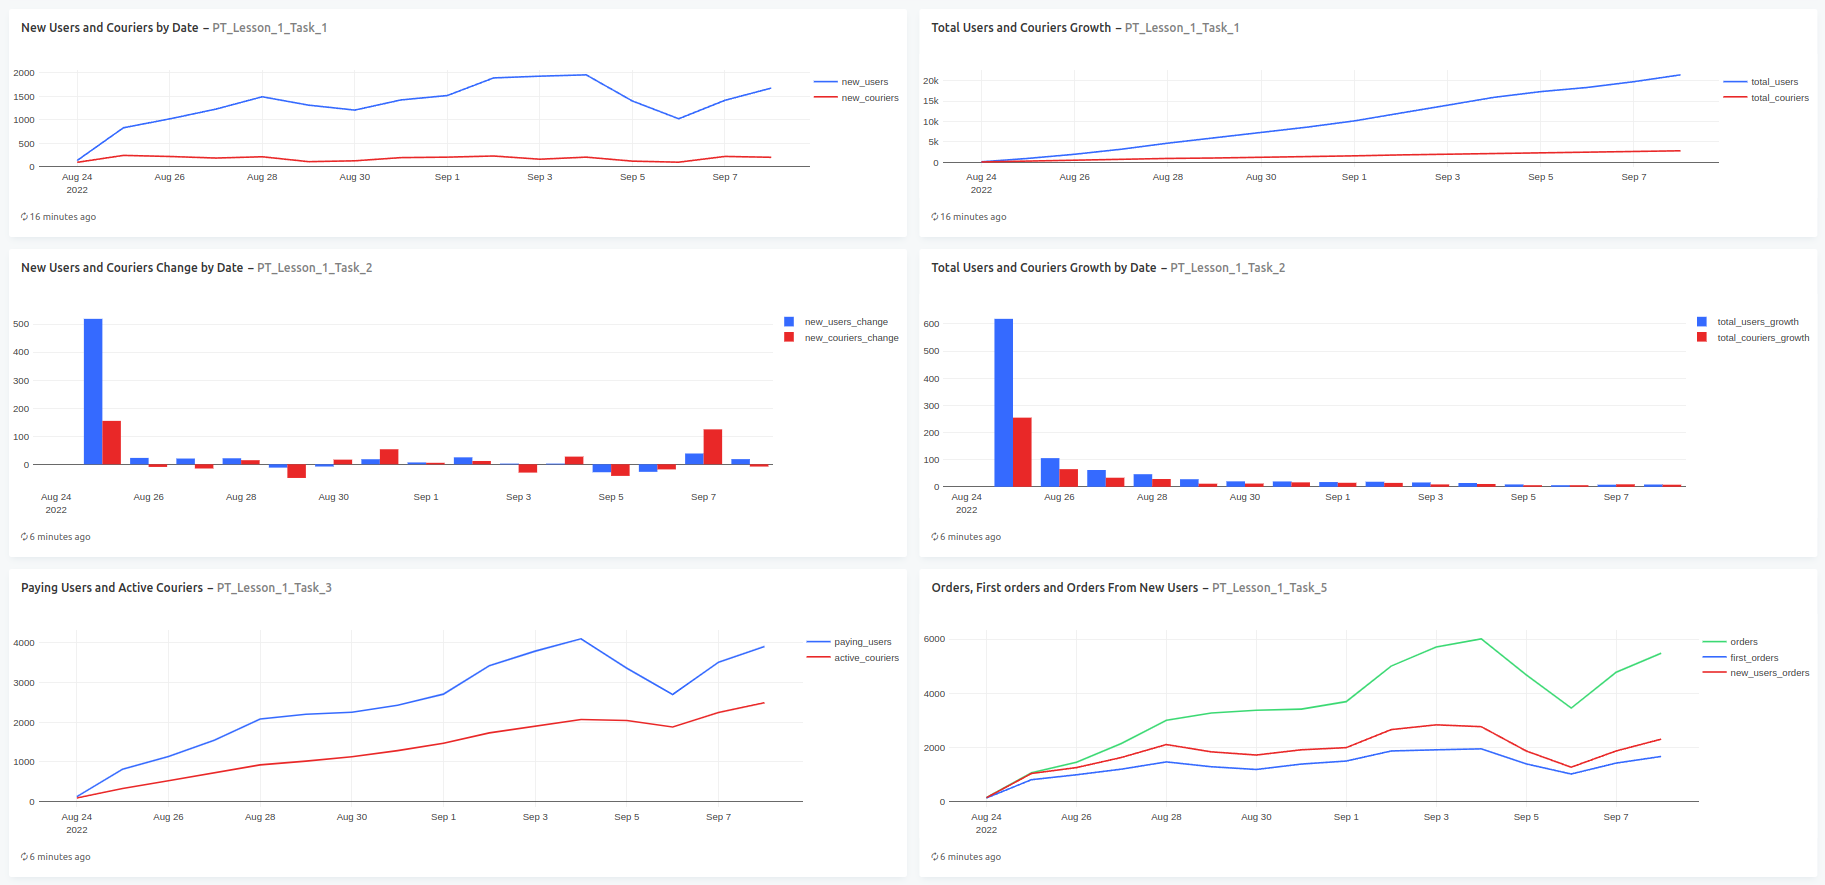 New Users and Couriers by Date – PT_Lesson_1_Task_1
2000
1500
1000
500
0
Aug 24
2022
Aug 26
Aug 28
Aug 30
Sep 1
Sep 3
Sep 5
Sep 7
new_users
new_couriers
16 minutes ago
Total Users and Couriers Growth – PT_Lesson_1_Task_1
20k
15k
10k
5k
0
Aug 24
2022
Aug 26
Aug 28
Aug 30
Sep 1
Sep 3
Sep 5
Sep 7
total_users
total_couriers
16 minutes ago
New Users and Couriers Change by Date – PT_Lesson_1_Task_2
500
400
300
200
100
0
Aug 24
2022
Aug 26
Aug 28
Aug 30
Sep 1
Sep 3
Sep 5
Sep 7
new_users_change
new_couriers_change
6 minutes ago
Total Users and Couriers Growth by Date – PT_Lesson_1_Task_2
600
500
400
300
200
100
0
Aug 24
2022
Aug 26
Aug 28
Aug 30
Sep 1
Sep 3
Sep 5
Sep 7
total_users_growth
total_couriers_growth
6 minutes ago
Paying Users and Active Couriers – PT_Lesson_1_Task_3
4000
3000
2000
1000
0
Aug 24
2022
Aug 26
Aug 28
Aug 30
Sep 1
Sep 3
Sep 5
Sep 7
paying_users
active_couriers
6 minutes ago
Orders, First orders and Orders From New Users – PT_Lesson_1_Task_5
6000
4000
2000
0
Aug 24
2022
Aug 26
Aug 28
Aug 30
Sep 1
Sep 3
Sep 5
Sep 7
orders
first_orders
new_users_orders
6 minutes ago